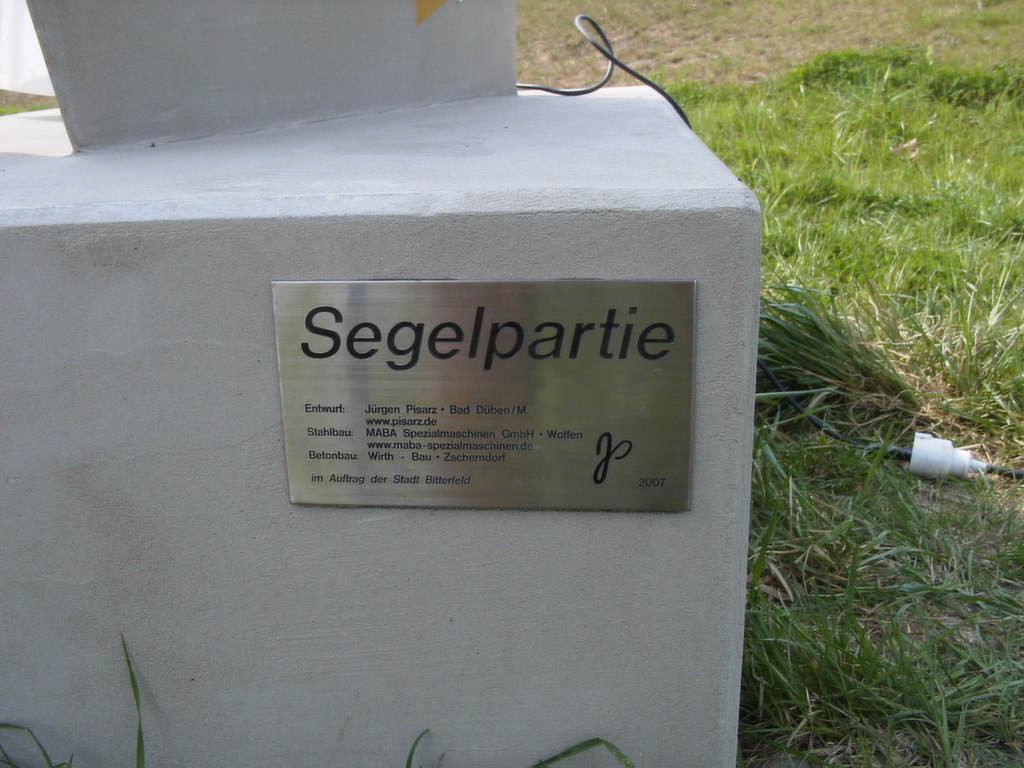 Segelpartie
Entwurf: Jürgen Pisarz • Bad Düben/M.
www.pisarz.de
Stahlbau: MABA Spezialmaschinen GmbH • Wolfen
www.maba-spezialmaschinen.de
Betonbau: Wirth - Bau • Zscherndorf
im Auftrag der Stadt Bitterfeld
JP
2007